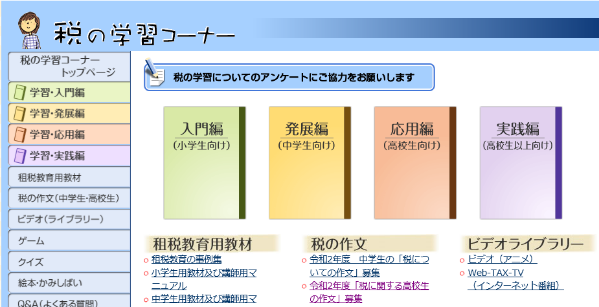 税の学習コーナー
税の学習コーナー
トップページ
学習・入門編
学習・発展編
学習・応用編
学習・実践編
租税教育用教材
税の作文(中学生・高校生)
ビデオ(ライブラリー)
ゲーム
クイズ
絵本・かみしばい
Q&A(よくある質問)
税の学習についてのアンケートにご協力をお願いします
入門編
(小学生向け)
発展編
(中学生向け)
応用編
(高校生向け)
実践編
(高校生以上向け)
租税教育用教材
租税教育の事例集
小学生用教材及び講師用マ
ニュアル
中学生用教材及び講師用マ
税の作文
令和2年度 中学生の「税につ
いての作文」募集
令和2年度「税に関する高校生
の作文」募集
ビデオライブラリー
ビデオ(アニメ)
Web-TAX-TV
(インターネット番組)